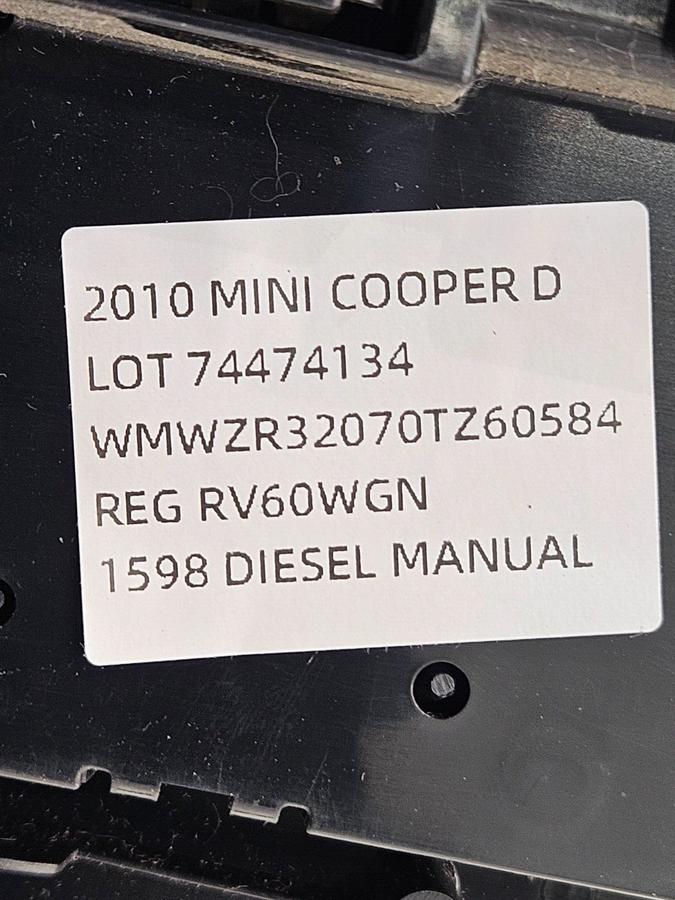 2010 MINI COOPER D
LOT 74474134
WMWZR32070TZ60584
REG RV60WGN
1598 DIESEL MANUAL